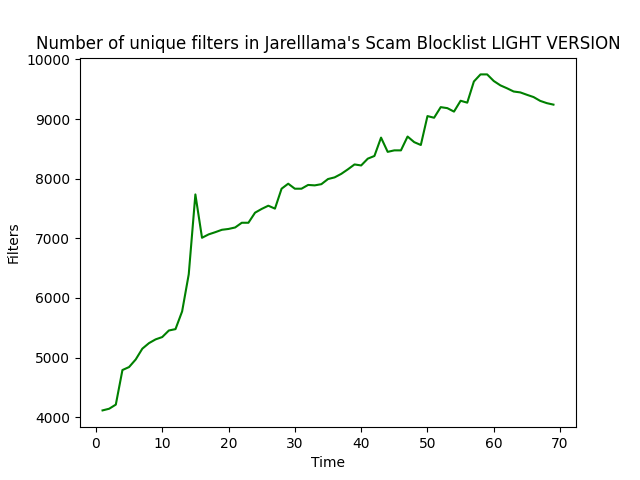 Number of unique filters in Jarelllama's Scam Blocklist LIGHT VERSION
10000
9000
8000
7000
6000
5000
4000
Filters
0 10 20 30 40 50 60 70
Time